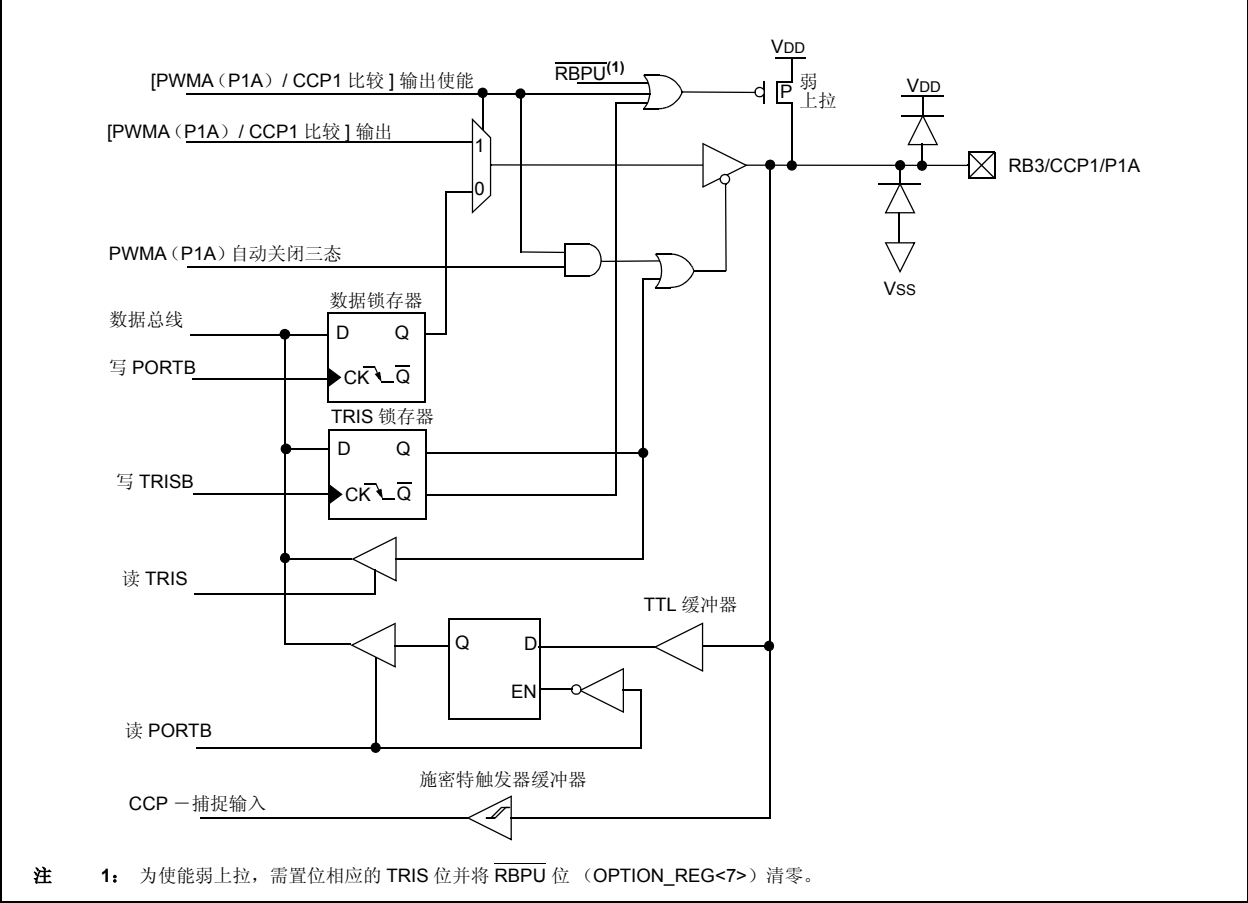 VDD
RBPU(1)
[PWMA（P1A）/ CCP1 比较 ] 输出使能
P 弱
上拉
VDD
[PWMA（P1A）/ CCP1 比较 ] 输出
1
RB3/CCP1/P1A
0
PWMA（P1A）自动关闭三态
VSS
数据锁存器
数据总线
D Q
写 PORTB
CK Q
TRIS 锁存器
D Q
写 TRISB
CK Q
读 TRIS
TTL 缓冲器
Q D
EN
读 PORTB
施密特触发器缓冲器
CCP －捕捉输入
注 1： 为使能弱上拉，需置位相应的 TRIS 位并将 RBPU 位 （OPTION_REG<7>）清零。